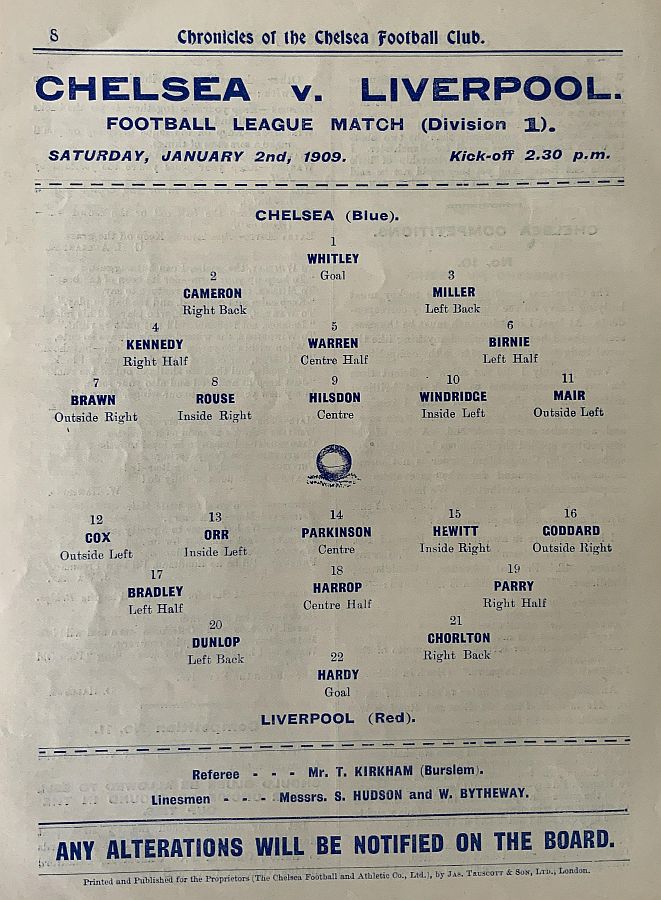 8 Chronicles of the Chelsea Football Club.
CHELSEA v. LIVERPOOL.
FOOTBALL LEAGUE MATCH (Division 1).
SATURDAY, JANUARY 2nd, 1909. Kick-off 2.30 p.m.
CHELSEA (Blue).
1
WHITLEY
Goal
2 3
CAMERON MILLER
Right Back Left Back
4 5 6
KENNEDY WARREN BIRNIE
Right Half Centre Half Left Half
7 8 9 10 11
BRAWN ROUSE HILSDON WINDRIDGE MAIR
Outside Right Inside Right Centre Inside Left Outside Left
12 13 14 15 16
COX ORR PARKINSON HEWITT GODDARD
Outside Left Inside Left Centre Inside Right Outside Right
17 18 19
BRADLEY HARROP PARRY
Left Half Centre Half Right Half
20 21
DUNLOP CHORLTON
Left Back Right Back
22
HARDY
Goal
LIVERPOOL (Red).
Referee - - - Mr. T. KIRKHAM (Burslem).
Linesmen - - - Messrs. S. HUDSON and W. BYTHEWAY.
ANY ALTERATIONS WILL BE NOTIFIED ON THE BOARD.
Printed and Published for the Proprietors (The Chelsea Football and Athletic Co., Ltd.), by JAS. TRUSCOTT & SON, LTD., London.